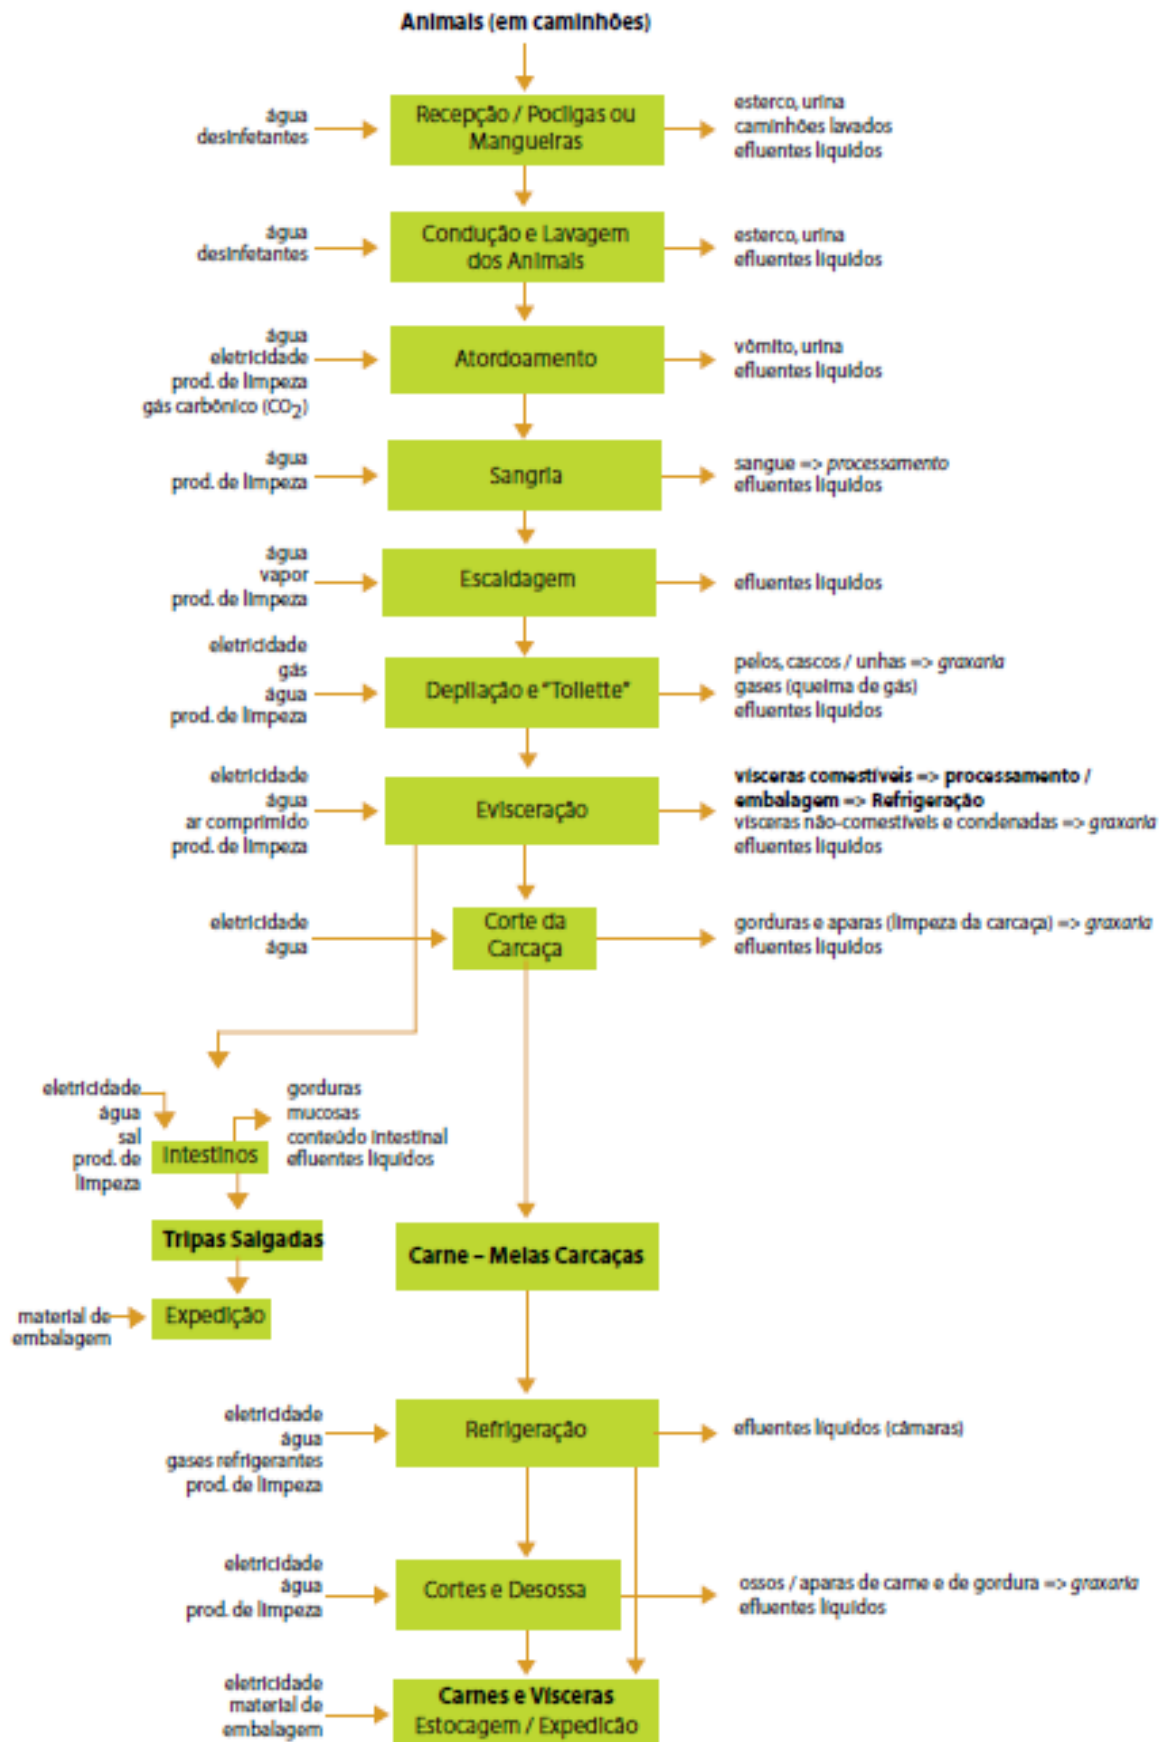 Animais (em caminhões)
água
desinfetantes
Recepção / Pocilgas ou
Mangueiras
esterco, urina
caminhões lavados
efluentes líquidos
água
desinfetantes
Condução e Lavagem
dos Animais
esterco, urina
efluentes líquidos
água
eletricidade
prod. de limpeza
gás carbônico (CO2)
Atordoamento
vômito, urina
efluentes líquidos
água
prod. de limpeza
Sangria
sangue => processamento
efluentes líquidos
água
vapor
prod. de limpeza
Escaldagem
efluentes líquidos
eletricidade
gás
água
prod. de limpeza
Depilação e "Toilette"
pelos, cascos / unhas => graxaria
gases (queima de gás)
efluentes líquidos
eletricidade
água
ar comprimido
prod. de limpeza
Evisceração
vísceras comestíveis => processamento /
embalagem => Refrigeração
vísceras não-comestíveis e condenadas => graxaria
efluentes líquidos
eletricidade
água
Corte da
Carcaça
gorduras e aparas (limpeza da carcaça) => graxaria
efluentes líquidos
eletricidade
água
sal
prod. de
limpeza
Intestinos
gorduras
mucosas
conteúdo intestinal
efluentes líquidos
Tripas Salgadas
material de
embalagem
Expedição
Carne – Meias Carcaças
eletricidade
água
gases refrigerantes
prod. de limpeza
Refrigeração
efluentes líquidos (câmaras)
eletricidade
água
prod. de limpeza
Cortes e Desossa
ossos / aparas de carne e de gordura => graxaria
efluentes líquidos
eletricidade
material de
embalagem
Carnes e Vísceras
Estocagem / Expedicão